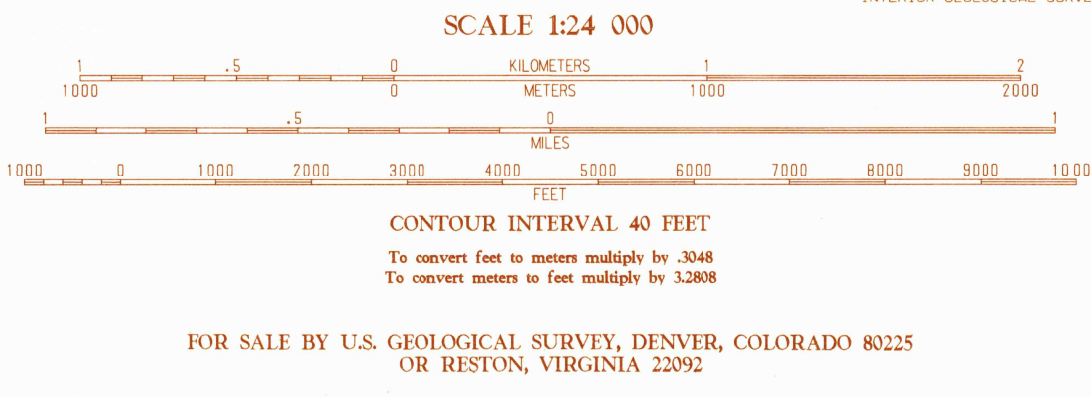 SCALE 1:24 000
1 .5 0 KILOMETERS 1 2
1000 0 METERS 1000 2000
1 .5 0 1
MILES
1000 0 1000 2000 3000 4000 5000 6000 7000 8000 9000 1000
FEET
CONTOUR INTERVAL 40 FEET
To convert feet to meters multiply by .3048
To convert meters to feet multiply by 3.2808
FOR SALE BY U.S. GEOLOGICAL SURVEY, DENVER, COLORADO 80225
OR RESTON, VIRGINIA 22092